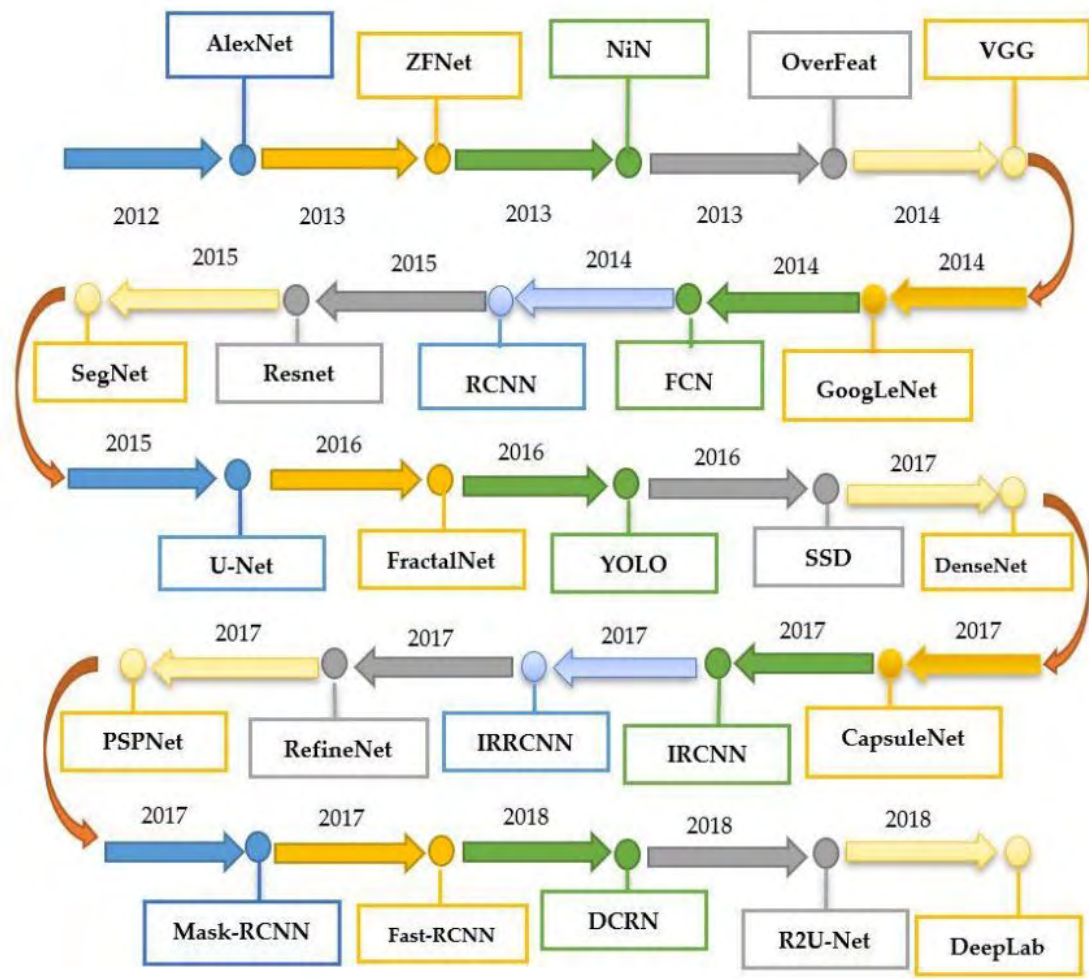 AlexNet
ZFNet
NiN
OverFeat
VGG
2012
2013
2013
2013
2014
2015
2015
2014
2014
2014
SegNet
Resnet
RCNN
FCN
GoogLeNet
2015
2016
2016
2016
2017
U-Net
FractalNet
YOLO
SSD
DenseNet
2017
2017
2017
2017
2017
PSPNet
RefineNet
IRRCNN
IRCNN
CapsuleNet
2017
2017
2018
2018
2018
Mask-RCNN
Fast-RCNN
DCRN
R2U-Net
DeepLab